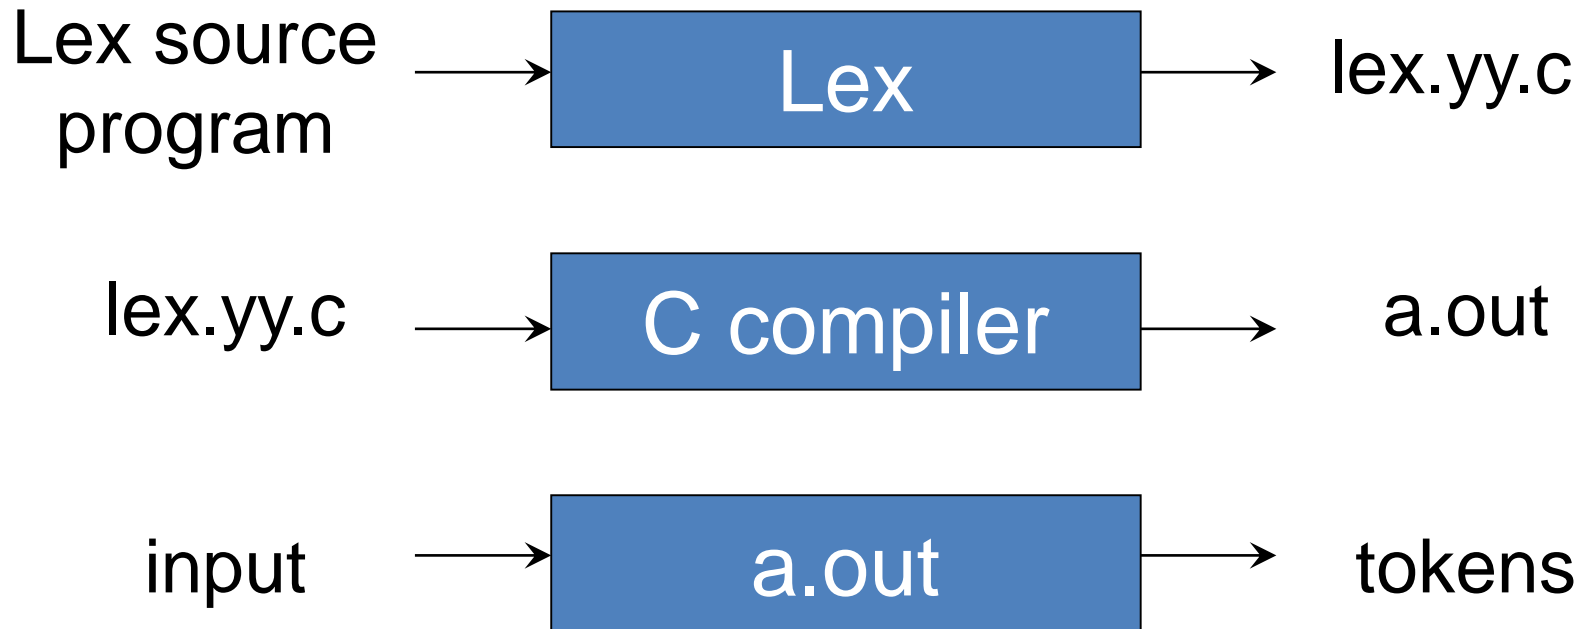 Lex source
program
Lex
lex.yy.c
lex.yy.c
C compiler
a.out
input
a.out
tokens